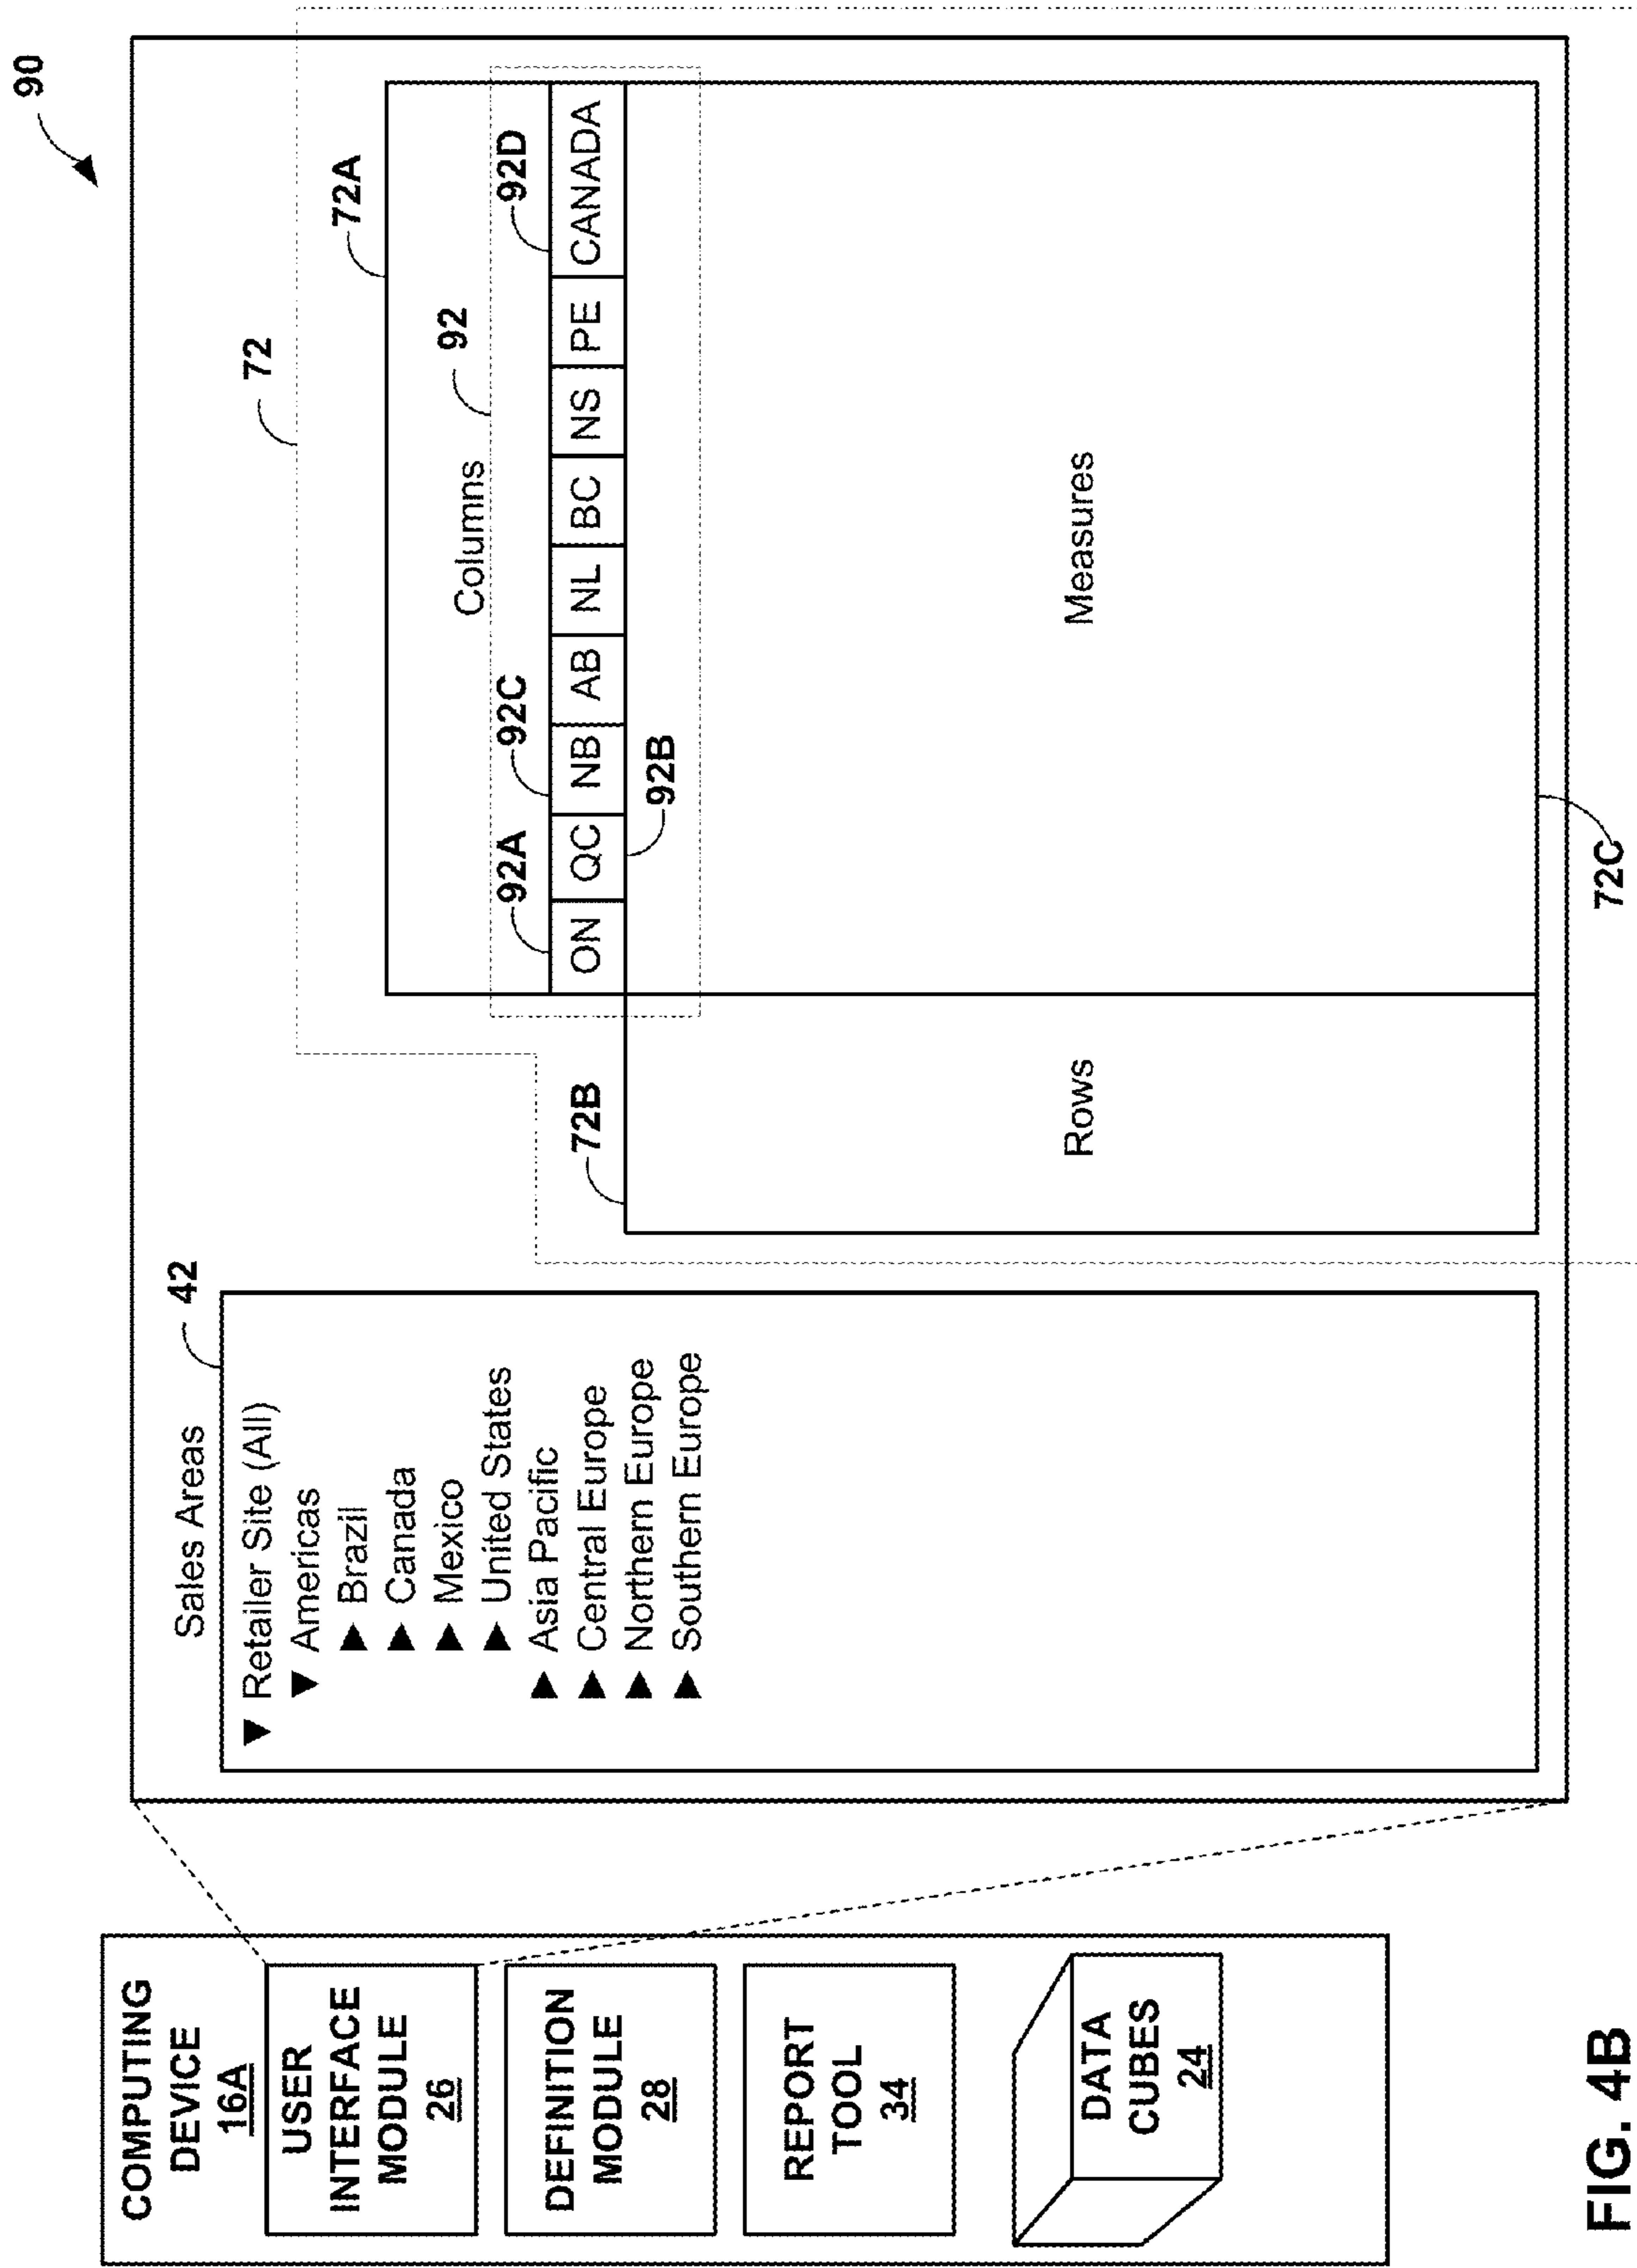 90
COMPUTING
DEVICE
16A
USER
INTERFACE
MODULE
26
DEFINITION
MODULE
28
REPORT
TOOL
34
DATA
CUBES
24
Sales Areas
42
▼ Retailer Site (All)
▼ Americas
▶ Brazil
▶ Canada
▶ Mexico
▶ United States
▶ Asia Pacific
▶ Central Europe
▶ Northern Europe
▶ Southern Europe
72
72A
Columns
92
92A
92C
92D
ON QC NB AB NL BC NS PE CANADA
72B
92B
Rows
Measures
72C
FIG. 4B